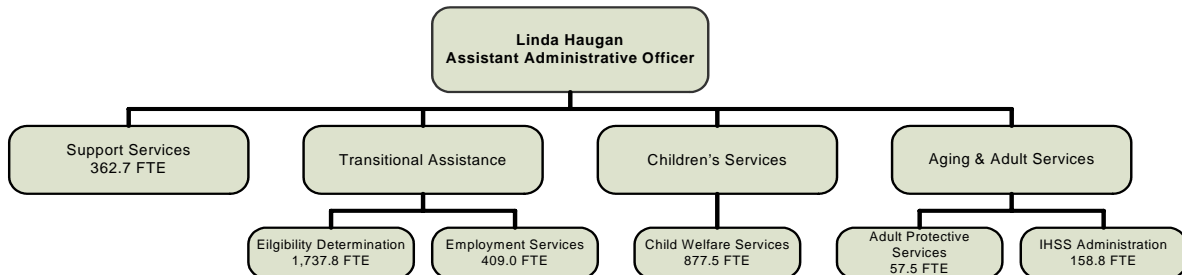 Linda Haugan
Assistant Administrative Officer
Support Services
362.7 FTE
Transitional Assistance
Children's Services
Aging & Adult Services
Eilgibility Determination
1,737.8 FTE
Employment Services
409.0 FTE
Child Welfare Services
877.5 FTE
Adult Protective
Services
57.5 FTE
IHSS Administration
158.8 FTE